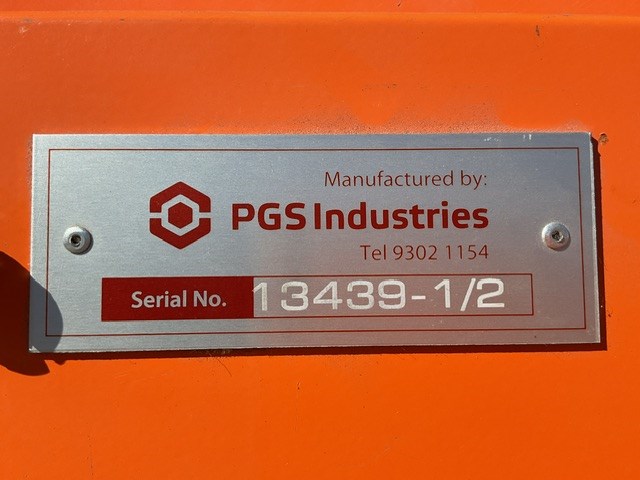 Manufactured by:
PGS Industries
Tel 9302 1154
Serial No. 13439-1/2